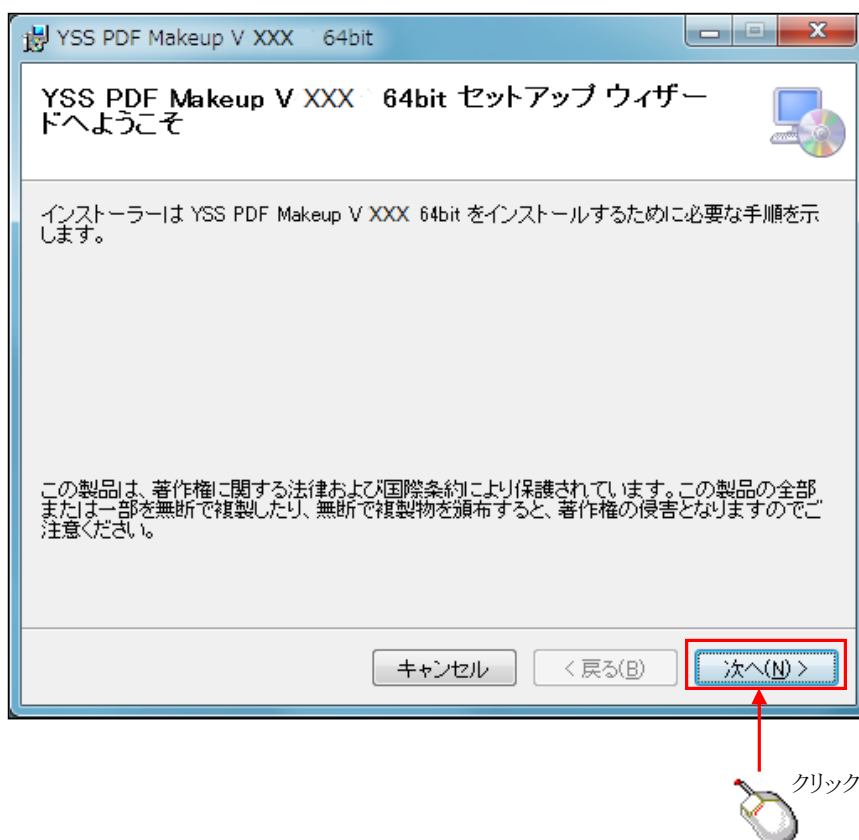 YSS PDF Makeup V XXX 64bit
YSS PDF Makeup V XXX 64bit セットアップ ウィザー
ドへようこそ
インストーラーは YSS PDF Makeup V XXX 64bit をインストールするために必要な手順を示
します。
この製品は、著作権に関する法律および国際条約により保護されています。この製品の全部
または一部を無断で複製したり、無断で複製物を頒布すると、著作権の侵害となりますのでご
注意ください。
キャンセル
< 戻る(B)
次へ(N) >
クリック